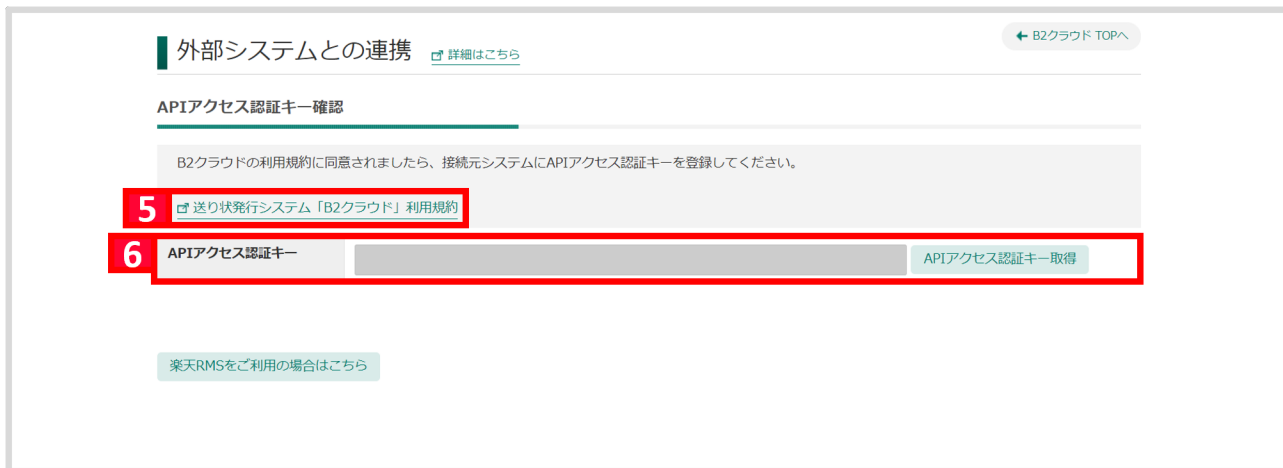 外部システムとの連携 詳細はこちら
← B2クラウド TOPへ
APIアクセス認証キー確認
B2クラウドの利用規約に同意されましたら、接続元システムにAPIアクセス認証キーを登録してください。
5 送り状発行システム「B2クラウド」利用規約
6 APIアクセス認証キー APIアクセス認証キー取得
楽天RMSをご利用の場合はこちら